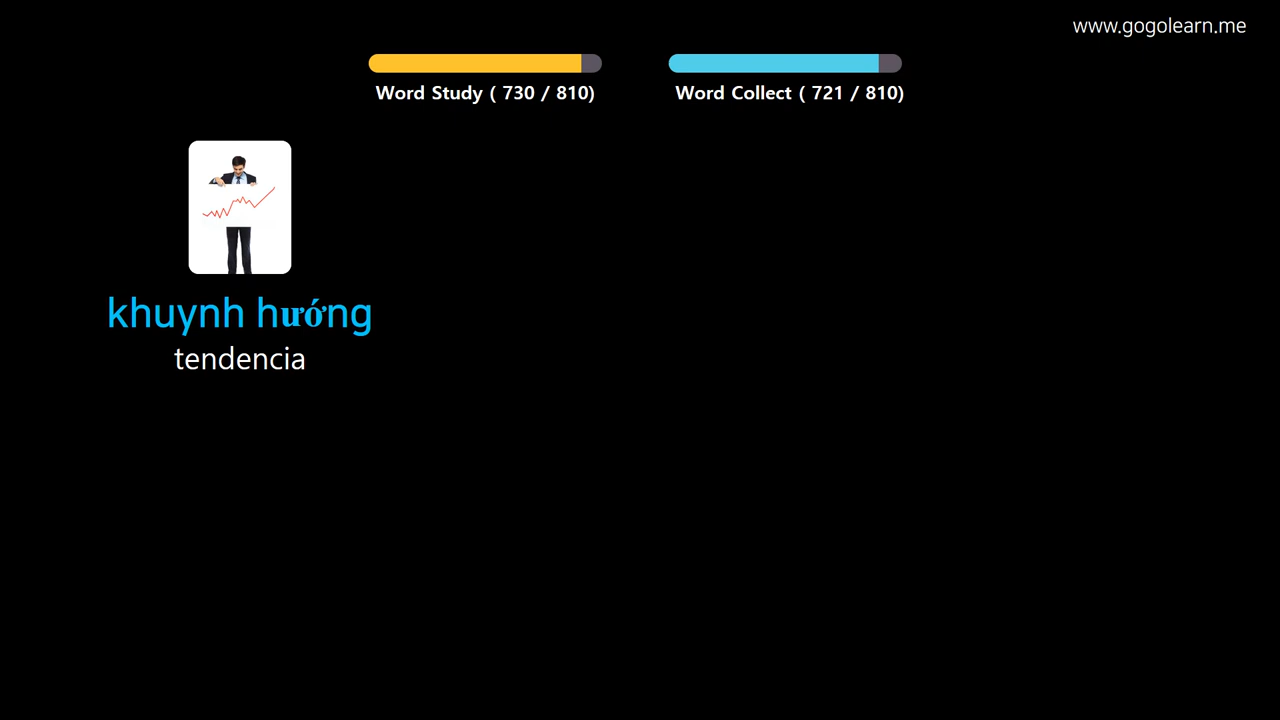 www.gogolearn.me
Word Study ( 730 / 810)
Word Collect ( 721 / 810)
khuynh hướng
tendencia